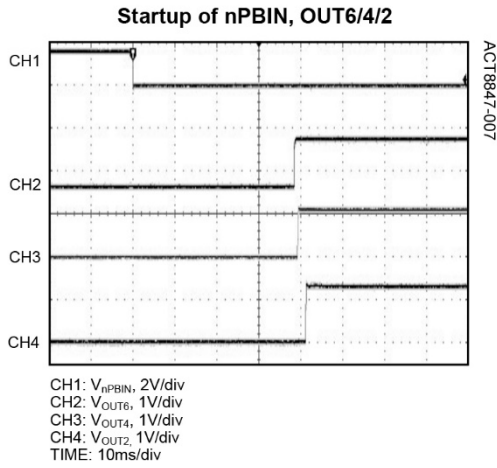 Startup of nPBIN, OUT6/4/2
CH1
ACT8847-007
CH2
CH3
CH4
CH1: VnPBIN, 2V/div
CH2: VOUT6, 1V/div
CH3: VOUT4, 1V/div
CH4: VOUT2, 1V/div
TIME: 10ms/div